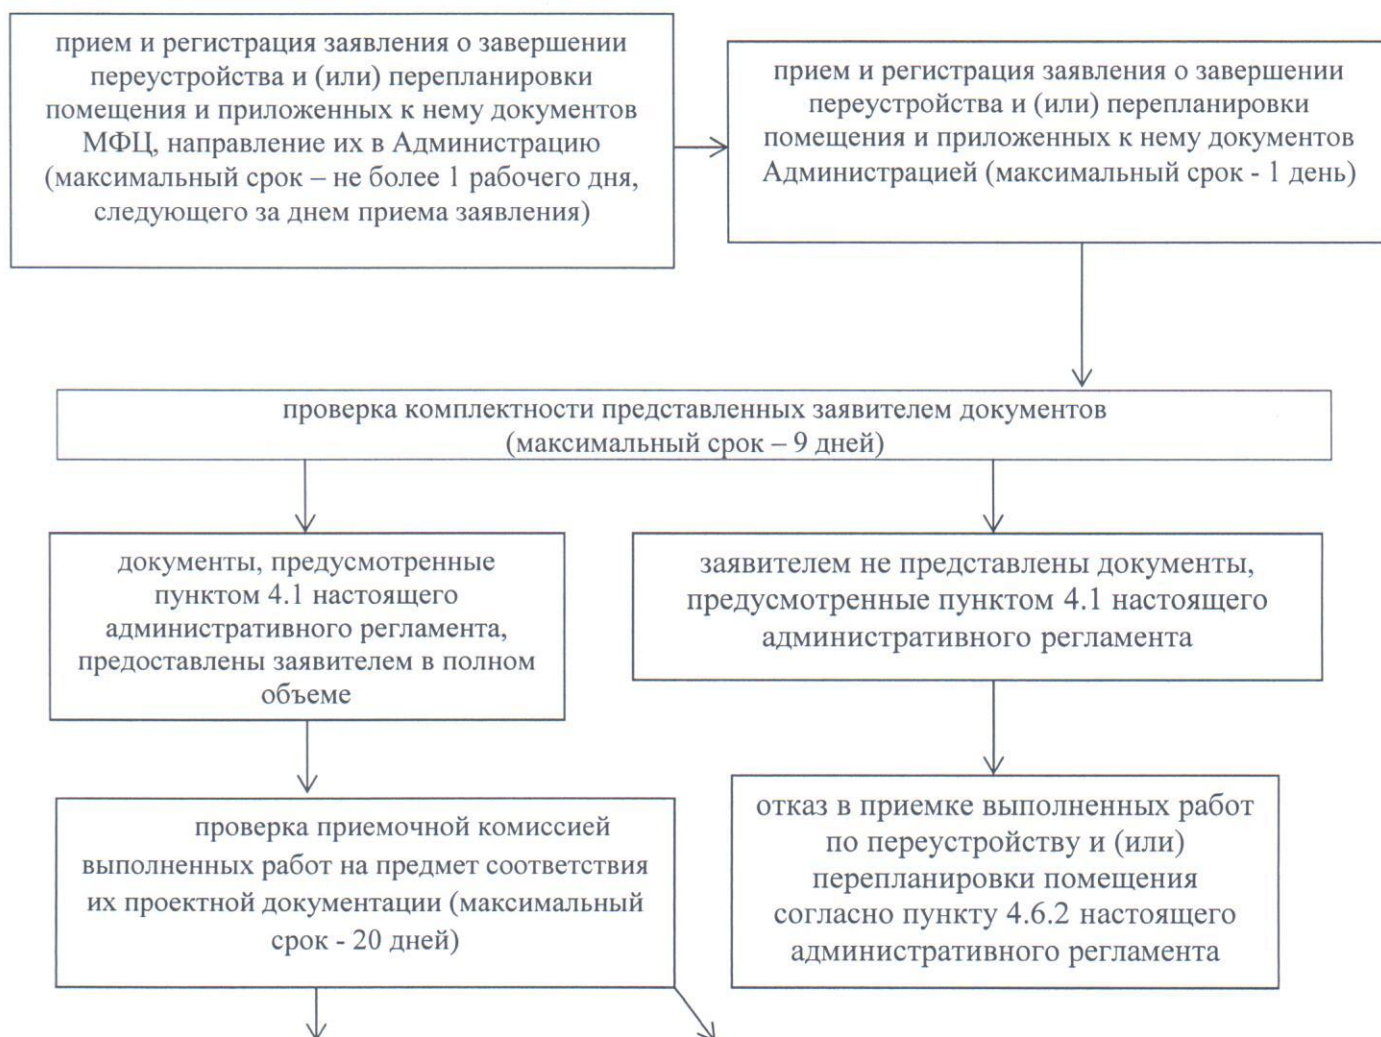 прием и регистрация заявления о завершении
переустройства и (или) перепланировки
помещения и приложенных к нему документов
МФЦ, направление их в Администрацию
(максимальный срок – не более 1 рабочего дня,
следующего за днем приема заявления)
прием и регистрация заявления о завершении
переустройства и (или) перепланировки
помещения и приложенных к нему документов
Администрацией (максимальный срок - 1 день)
проверка комплектности представленных заявителем документов
(максимальный срок – 9 дней)
документы, предусмотренные
пунктом 4.1 настоящего
административного регламента,
предоставлены заявителем в полном
объеме
заявителем не представлены документы,
предусмотренные пунктом 4.1 настоящего
административного регламента
проверка приемочной комиссией
выполненных работ на предмет соответствия
их проектной документации (максимальный
срок - 20 дней)
отказ в приемке выполненных работ
по переустройству и (или)
перепланировки помещения
согласно пункту 4.6.2 настоящего
административного регламента